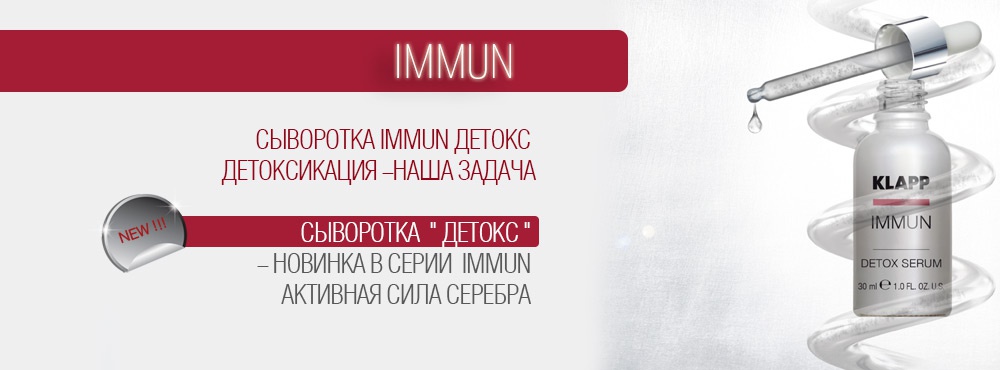 IMMUN
СЫВОРОТКА IMMUN ДЕТОКС
ДЕТОКСИКАЦИЯ –НАША ЗАДАЧА
NEW !!!
СЫВОРОТКА " ДЕТОКС "
– НОВИНКА В СЕРИИ IMMUN
АКТИВНАЯ СИЛА СЕРЕБРА
KLAPP
IMMUN
DETOX SERUM
30 ml ℮ 1.0 FL. OZ. U.S.